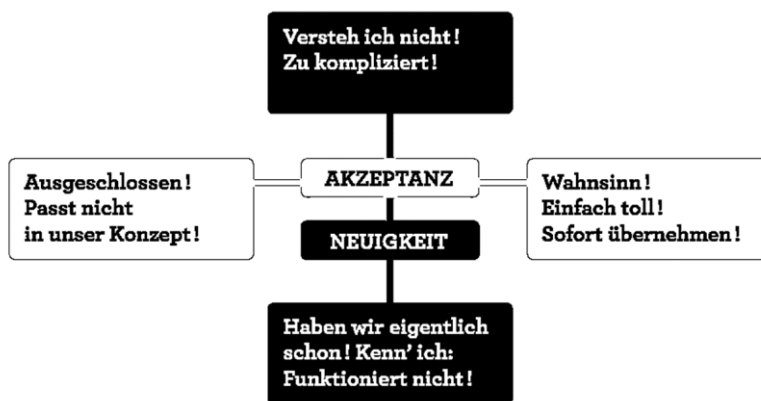 Versteh ich nicht!
Zu kompliziert!
Ausgeschlossen!
Passt nicht
in unser Konzept!
AKZEPTANZ
Wahnsinn!
Einfach toll!
Sofort übernehmen!
NEUIGKEIT
Haben wir eigentlich
schon! Kenn’ ich:
Funktioniert nicht!